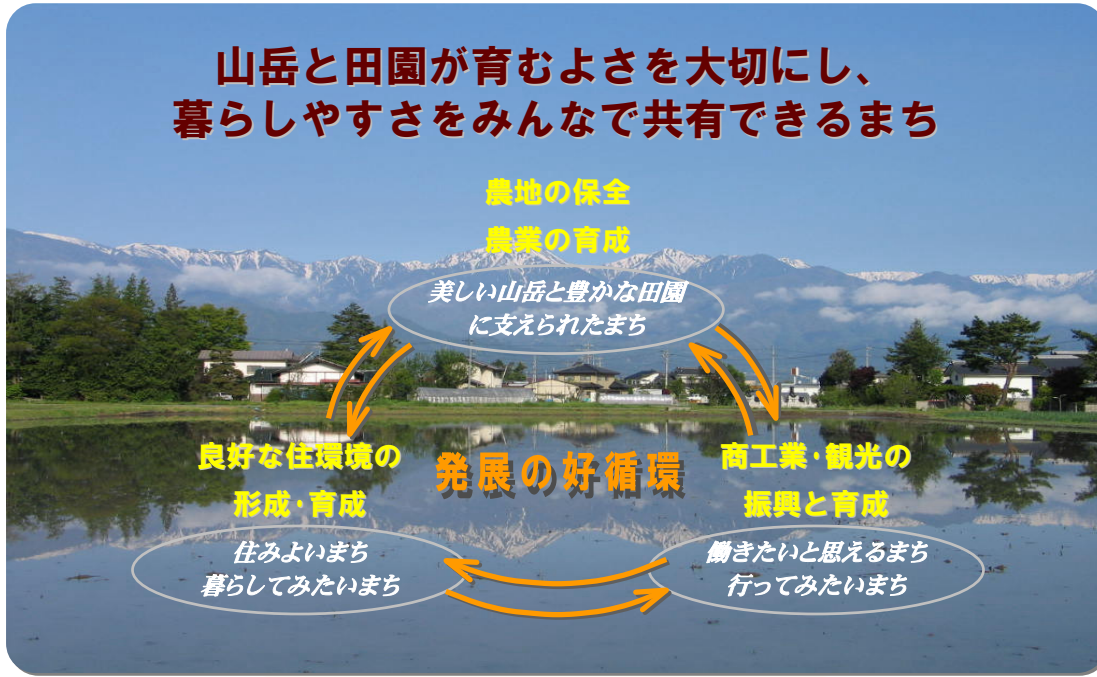 山岳と田園が育むよさを大切にし、
暮らしやすさをみんなで共有できるまち
農地の保全
農業の育成
美しい山岳と豊かな田園
に支えられたまち
良好な住環境の
形成・育成
発展の好循環
商工業・観光の
振興と育成
住みよいまち
暮らしてみたいまち
働きたいと思えるまち
行ってみたいまち